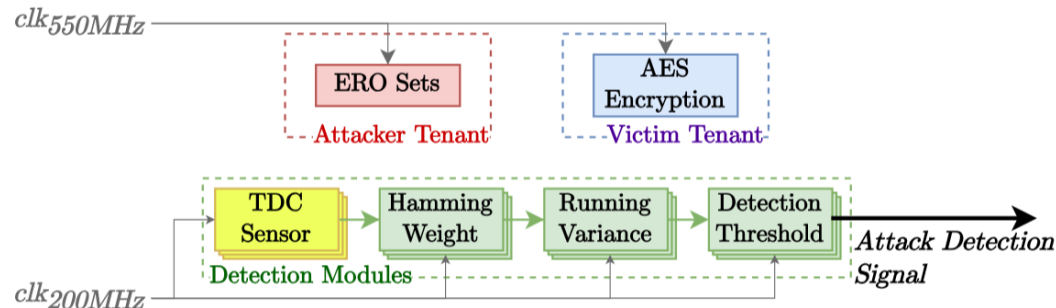 clk550MHz
ERO Sets
Attacker Tenant
AES
Encryption
Victim Tenant
TDC
Sensor
Hamming
Weight
Running
Variance
Detection
Threshold
Detection Modules
Attack Detection
Signal
clk200MHz